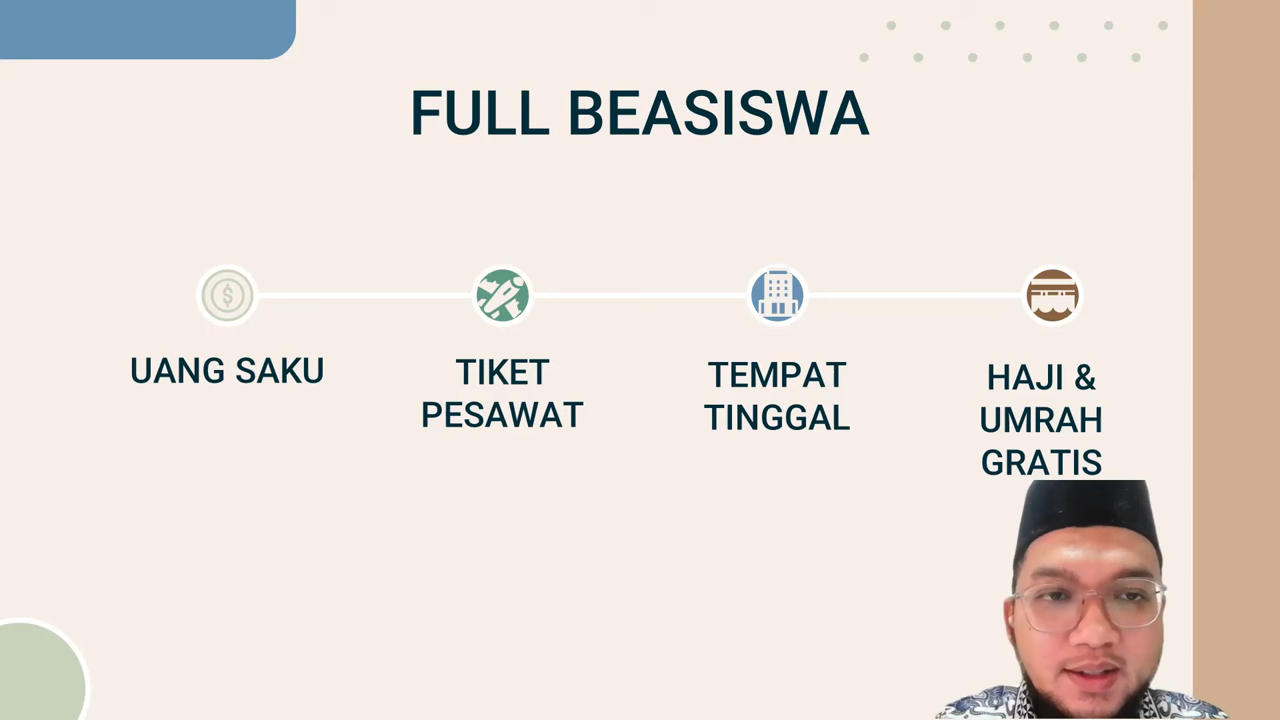 FULL BEASISWA
UANG SAKU
TIKET
PESAWAT
TEMPAT
TINGGAL
HAJI &
UMRAH
GRATIS